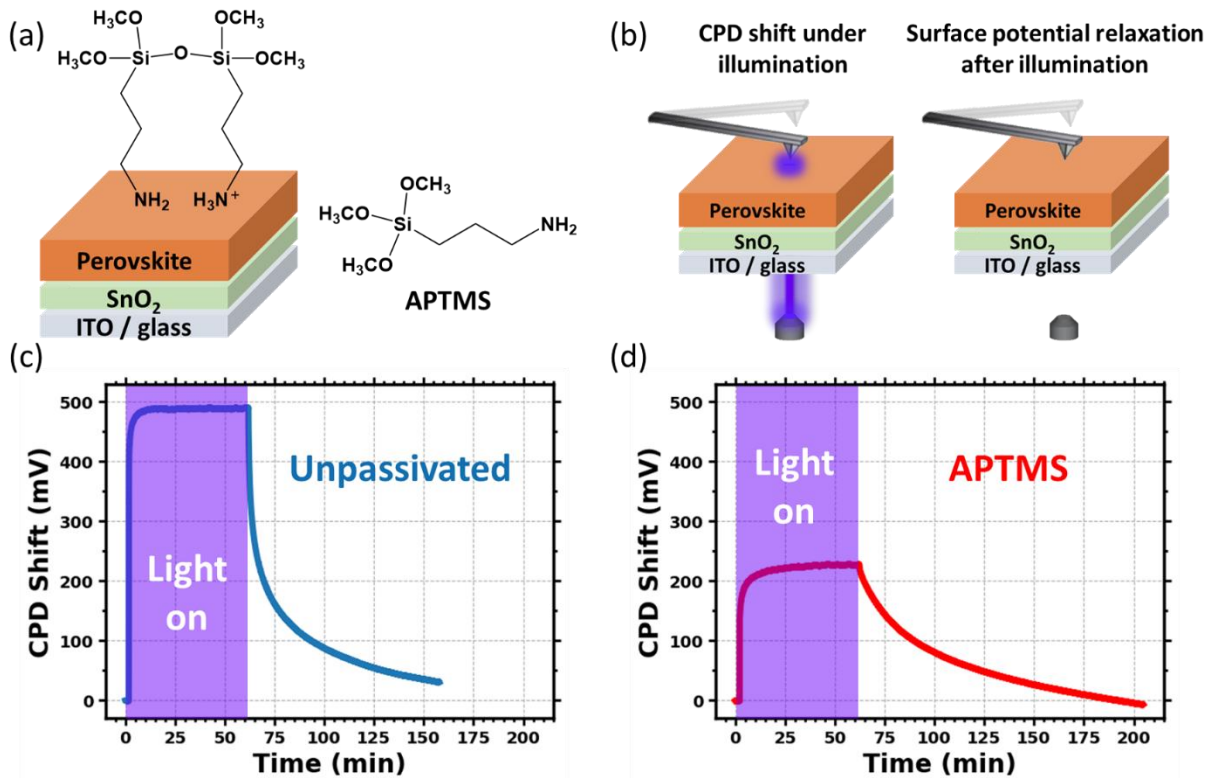 (a)
OCH₃ OCH₃
H₃CO Si O Si OCH₃
H₃CO OCH₃
NH₂ H₃N⁺
Perovskite
SnO₂
ITO / glass
OCH₃
H₃CO Si NH₂
H₃CO
APTMS
(b)
CPD shift under
illumination
Surface potential relaxation
after illumination
Perovskite
SnO₂
ITO / glass
Perovskite
SnO₂
ITO / glass
(c)
CPD Shift (mV)
500
400
300
200
100
0
Light
on
Unpassivated
0 25 50 75 100 125 150 175 200
Time (min)
(d)
CPD Shift (mV)
500
400
300
200
100
0
Light
on
APTMS
0 25 50 75 100 125 150 175 200
Time (min)